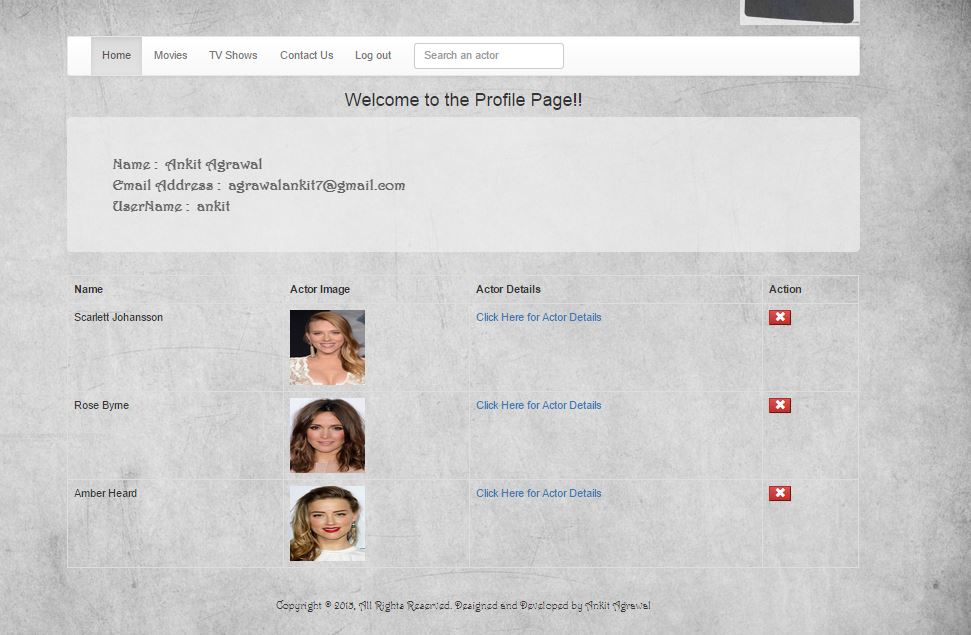 Home Movies TV Shows Contact Us Log out Search an actor
Welcome to the Profile Page!!
Name : Ankit Agrawal
Email Address : agrawalankit7@gmail.com
UserName : ankit
Name Actor Image Actor Details Action
Scarlett Johansson Click Here for Actor Details
Rose Byrne Click Here for Actor Details
Amber Heard Click Here for Actor Details
Copyright © 2013, All Rights Reserved. Designed and Developed by Ankit Agrawal